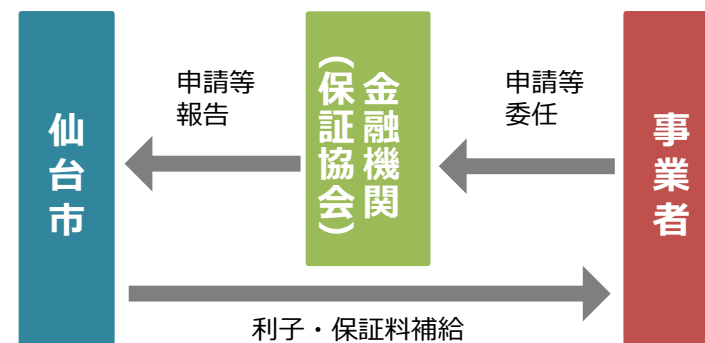 仙台市
申請等
報告
金融機関
(保証協会)
申請等
委任
事業者
利子・保証料補給